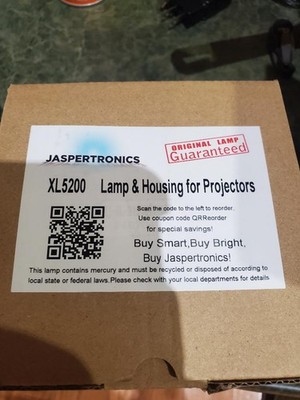 ORIGINAL LAMP
Guaranteed
JASPERTRONICS
XL5200 Lamp & Housing for Projectors
Scan the code to the left to reorder.
Use coupon code QRReorder
for special savings!
Buy Smart,Buy Bright,
Buy Jaspertronics!
This lamp contains mercury and must be recycled or disposed of according to
local state or federal laws.Please check with your local departments for details